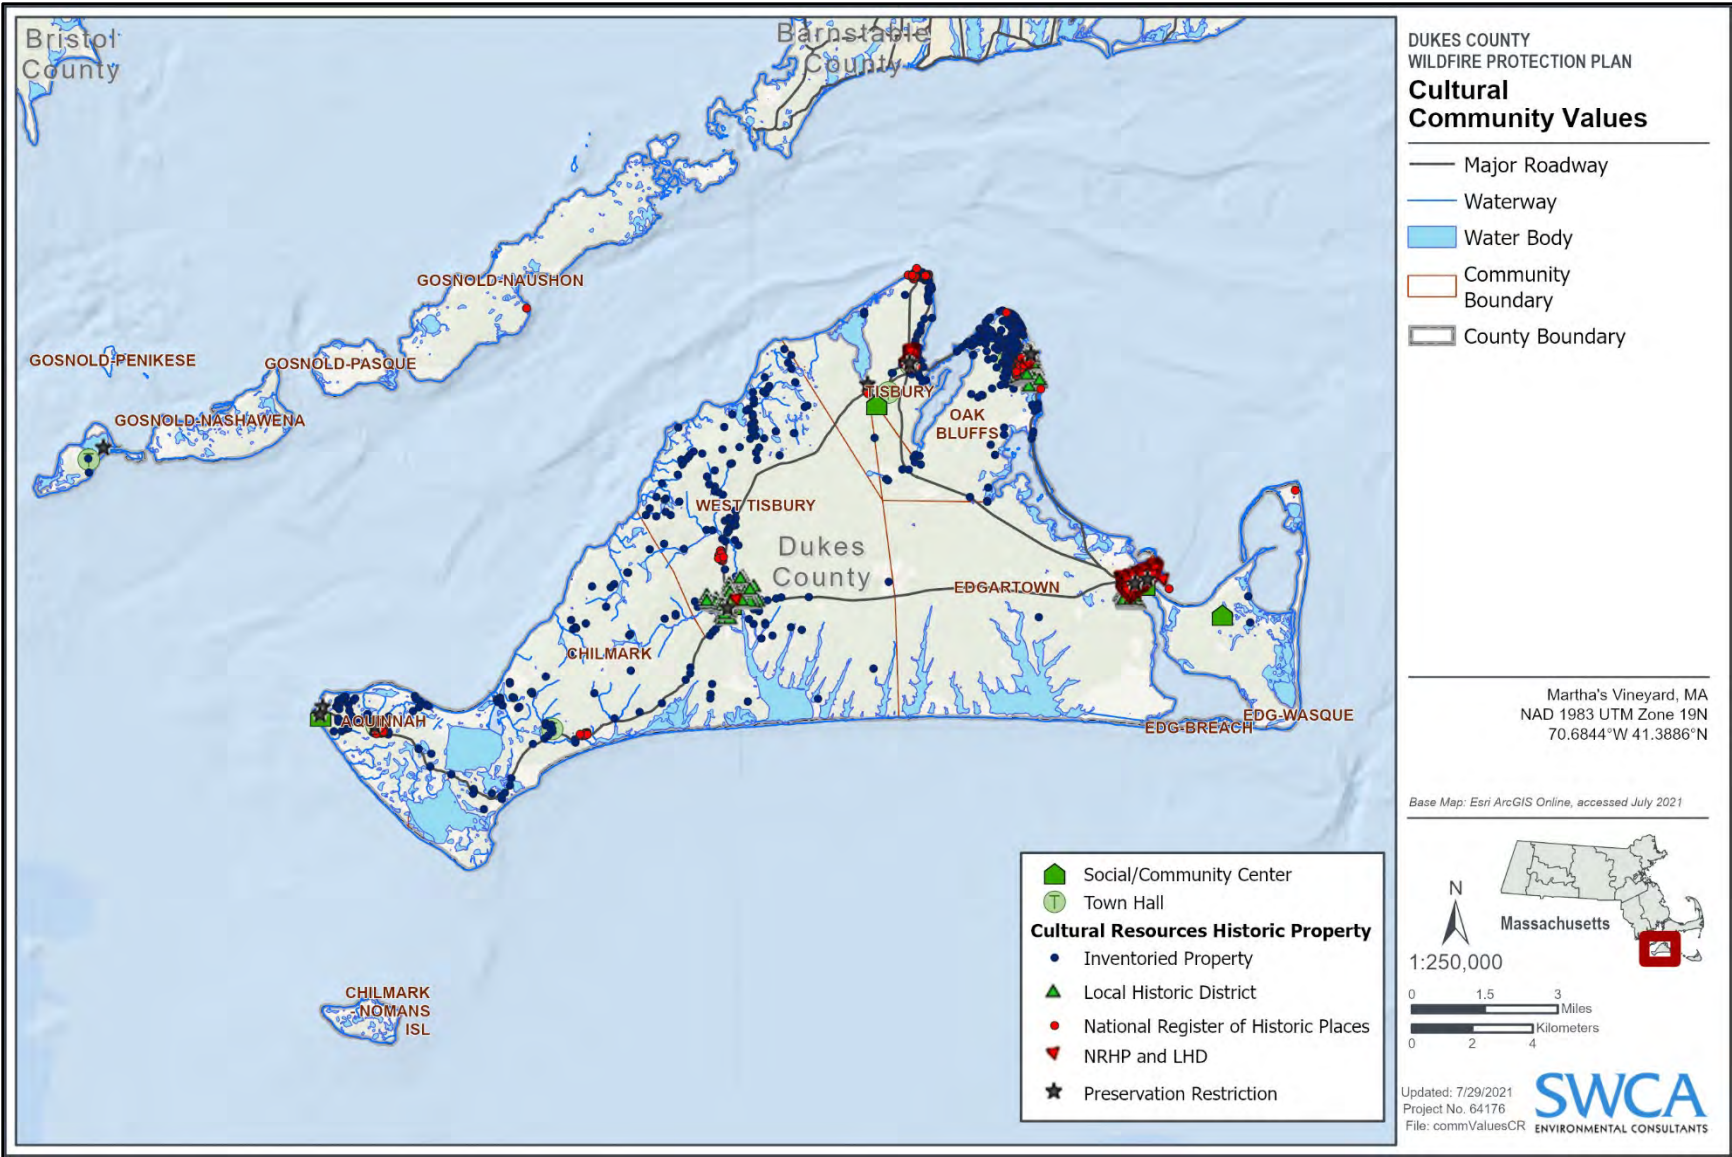 Bristol
County
Barnstable
County
GOSNOLD-NAUSHON
GOSNOLD-PENIKESE
GOSNOLD-PASQUE
GOSNOLD-NASHAWENA
TISBURY
OAK
BLUFFS
WEST TISBURY
Dukes
County
EDGARTOWN
CHILMARK
AQUINNAH
EDG-WASQUE
EDG-BREACH
CHILMARK
- NOMANS
ISL
Social/Community Center
T Town Hall
Cultural Resources Historic Property
Inventoried Property
Local Historic District
National Register of Historic Places
NRHP and LHD
Preservation Restriction
DUKES COUNTY
WILDFIRE PROTECTION PLAN
Cultural
Community Values
Major Roadway
Waterway
Water Body
Community
Boundary
County Boundary
Martha's Vineyard, MA
NAD 1983 UTM Zone 19N
70.6844°W 41.3886°N
Base Map: Esri ArcGIS Online, accessed July 2021
N
Massachusetts
1:250,000
0 1.5 3
Miles
Kilometers
0 2 4
Updated: 7/29/2021
Project No. 64176
File: commValuesCR
SWCA
ENVIRONMENTAL CONSULTANTS